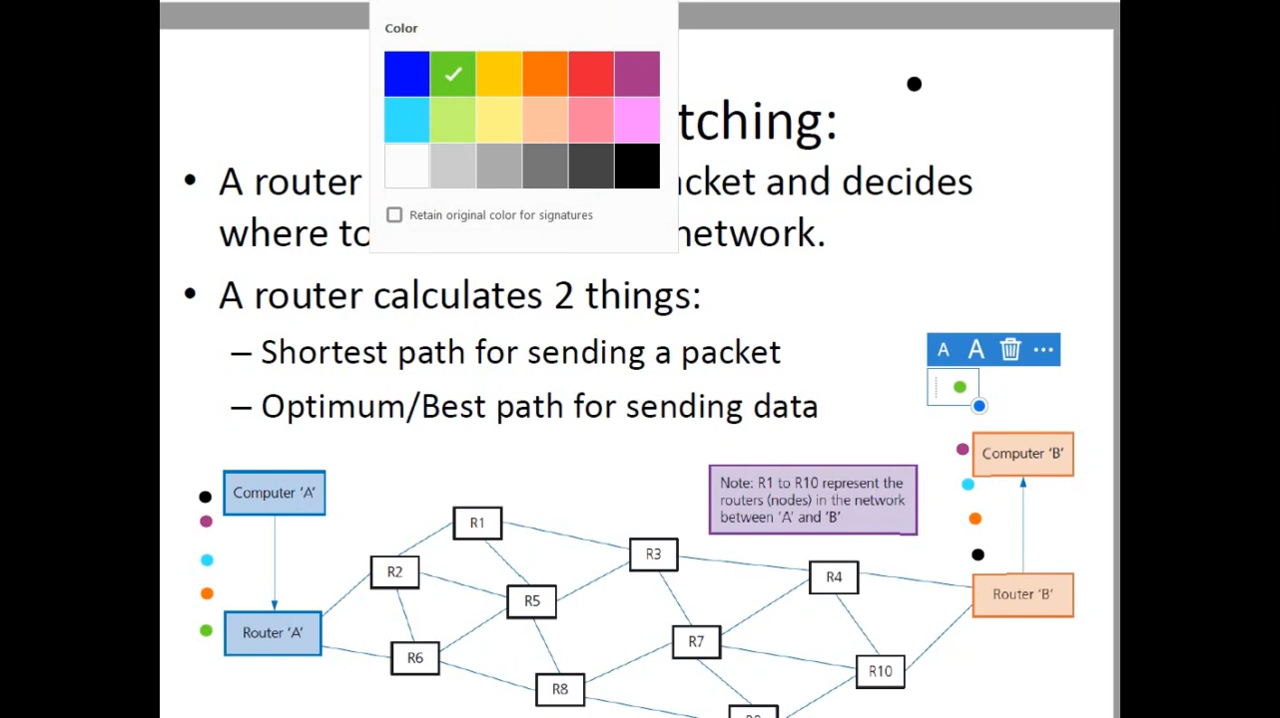 Color
tching:
• A router acket and decides
where to network.
Retain original color for signatures
• A router calculates 2 things:
– Shortest path for sending a packet
A A
– Optimum/Best path for sending data
Computer 'B'
Note: R1 to R10 represent the
routers (nodes) in the network
between 'A' and 'B'
Computer 'A'
R1
R3
R2
R4
R5
Router 'B'
Router 'A'
R7
R6
R10
R8